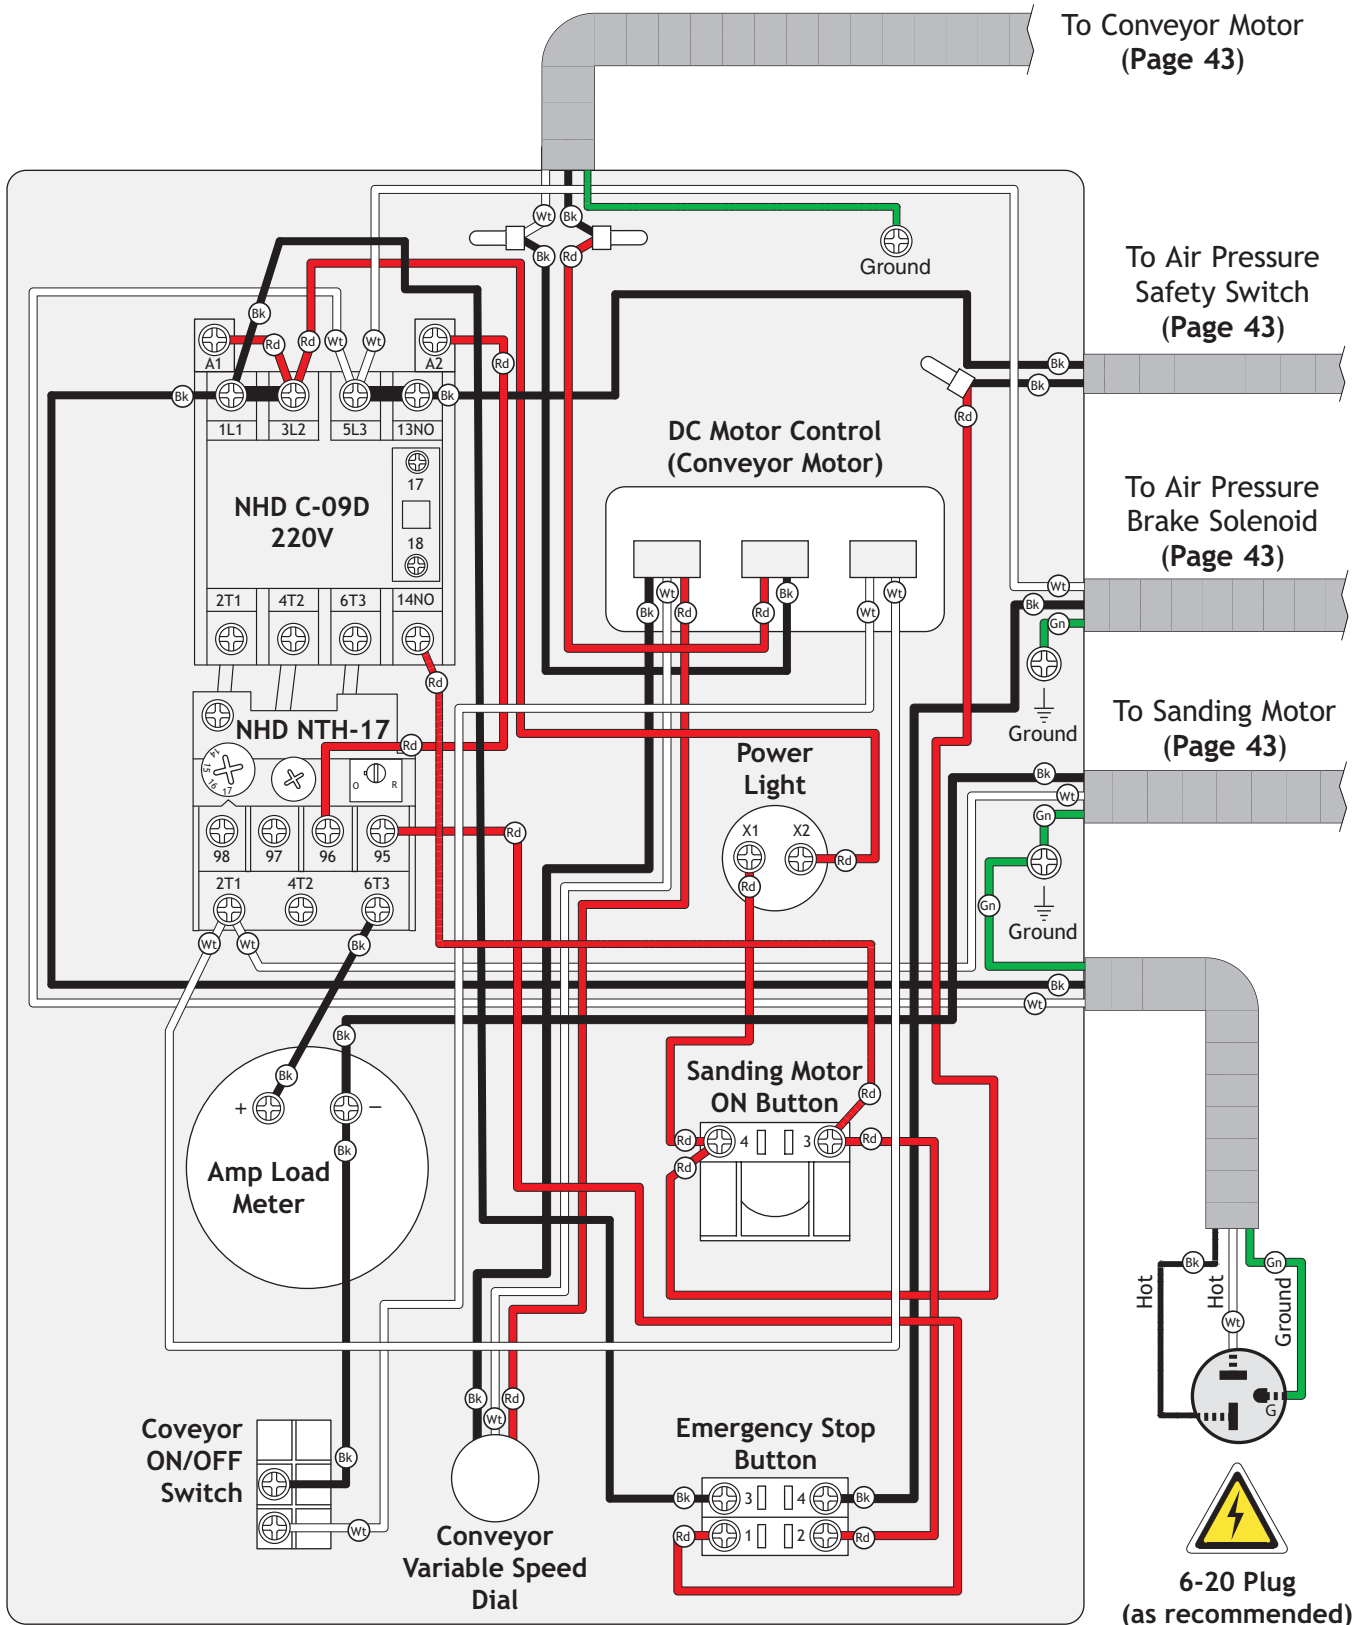 To Conveyor Motor
(Page 43)
Wt
Bk
Bk
Rd
Ground
To Air Pressure
Safety Switch
(Page 43)
Bk
Rd
Rd
Wt
Wt
A1
A2
Rd
Bk
Bk
Rd
Bk
Bk
1L1
3L2
5L3
13NO
DC Motor Control
(Conveyor Motor)
17
NHD C-09D
220V
18
To Air Pressure
Brake Solenoid
(Page 43)
2T1
4T2
6T3
14NO
Bk
Wt
Rd
Rd
Bk
Wt
Wt
Wt
Bk
Gn
Rd
Ground
NHD NTH-17
Rd
14
15
16
17
O
R
To Sanding Motor
(Page 43)
Power
Light
Bk
Wt
Gn
98
97
96
95
Rd
X1
X2
Rd
Rd
2T1
4T2
6T3
Gn
Ground
Wt
Wt
Bk
Bk
Wt
Bk
Bk
+
−
Bk
Amp Load
Meter
Sanding Motor
ON Button
Rd
Rd
4
3
Rd
Rd
Bk
Gn
Hot
Hot
Ground
Wt
G
Coveyor
ON/OFF
Switch
Bk
Wt
Bk
Wt
Rd
Conveyor
Variable Speed
Dial
Emergency Stop
Button
Bk
3
4
Bk
Rd
1
2
Rd
6-20 Plug
(as recommended)